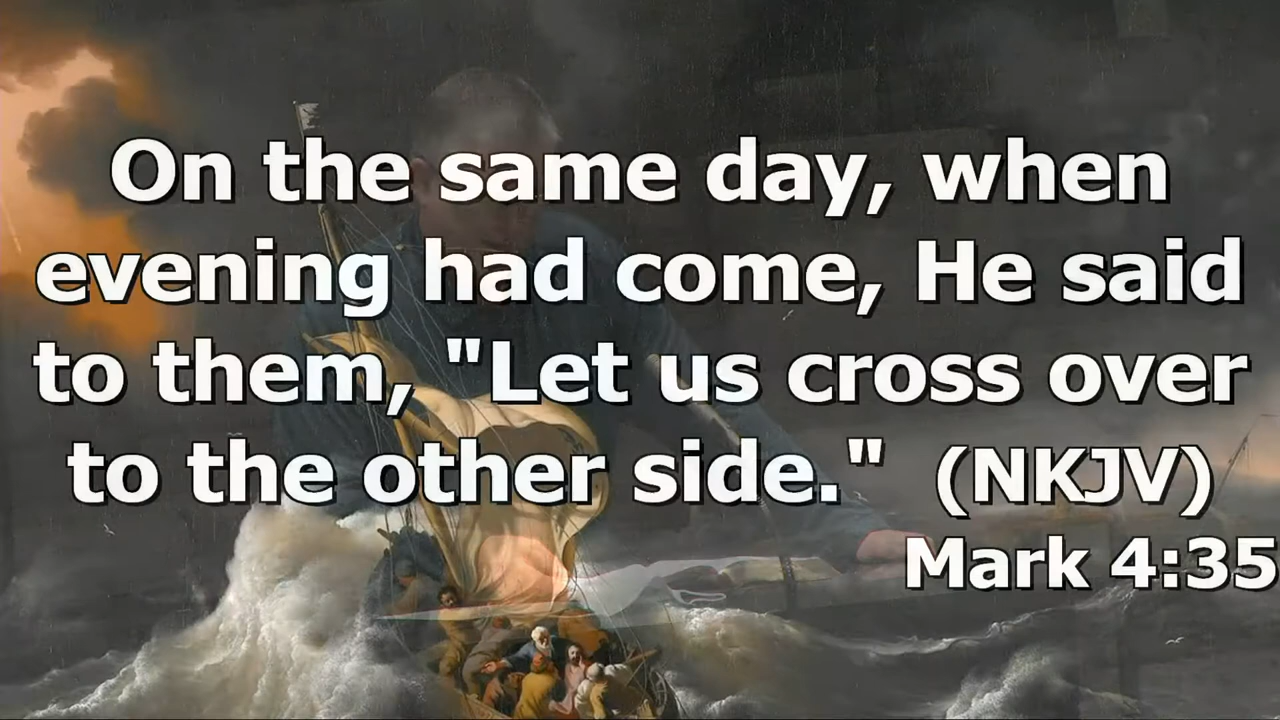 On the same day, when
evening had come, He said
to them, "Let us cross over
to the other side." (NKJV)
Mark 4:35